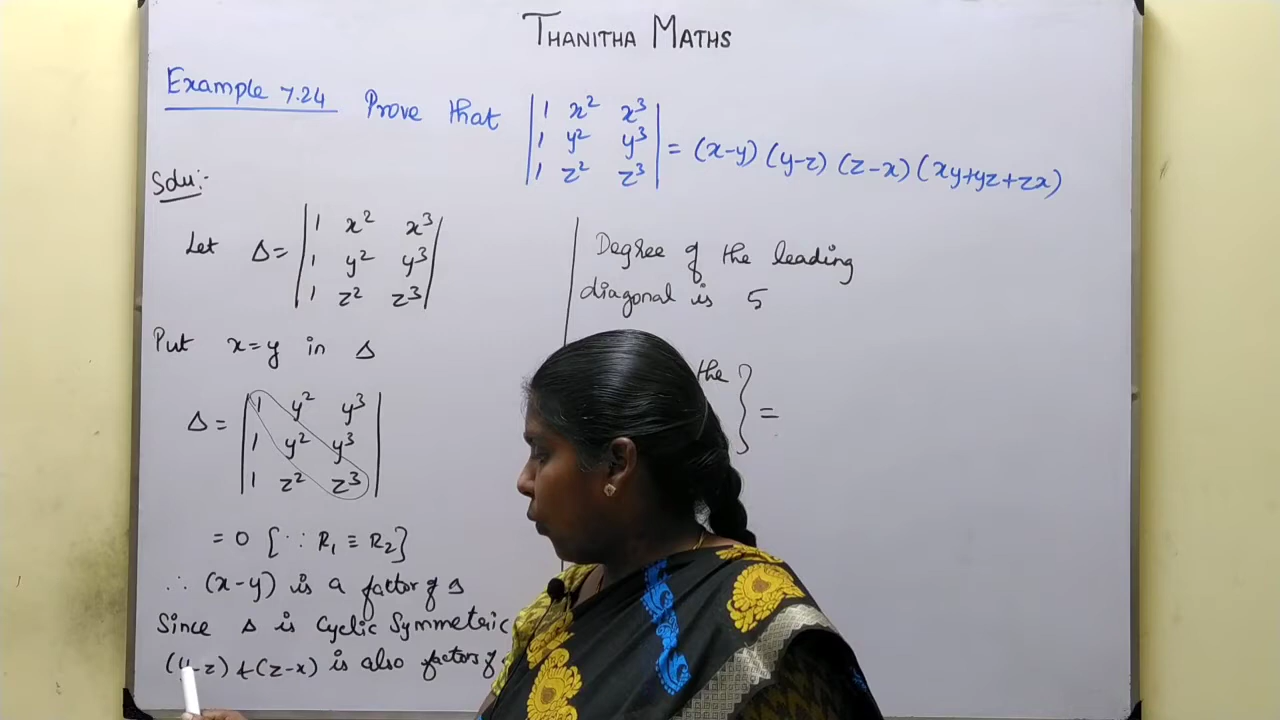 THANITHA MATHS
Example 7.24 Prove that | 1 x² x³ |
| 1 y² y³ | = (x-y) (y-z) (z-x) (xy+yz+zx)
| 1 z² z³ |
Solu:-
Let Δ = | 1 x² x³ |
| 1 y² y³ |
| 1 z² z³ |
Put x=y in Δ
Δ = | 1 y² y³ |
| 1 y² y³ |
| 1 z² z³ |
= 0 {∵ R₁ ≡ R₂}
∴ (x-y) is a factor of Δ
Since Δ is Cyclic Symmetric
(y-z) & (z-x) is also factors of
Degree of the leading
diagonal is 5
the } =